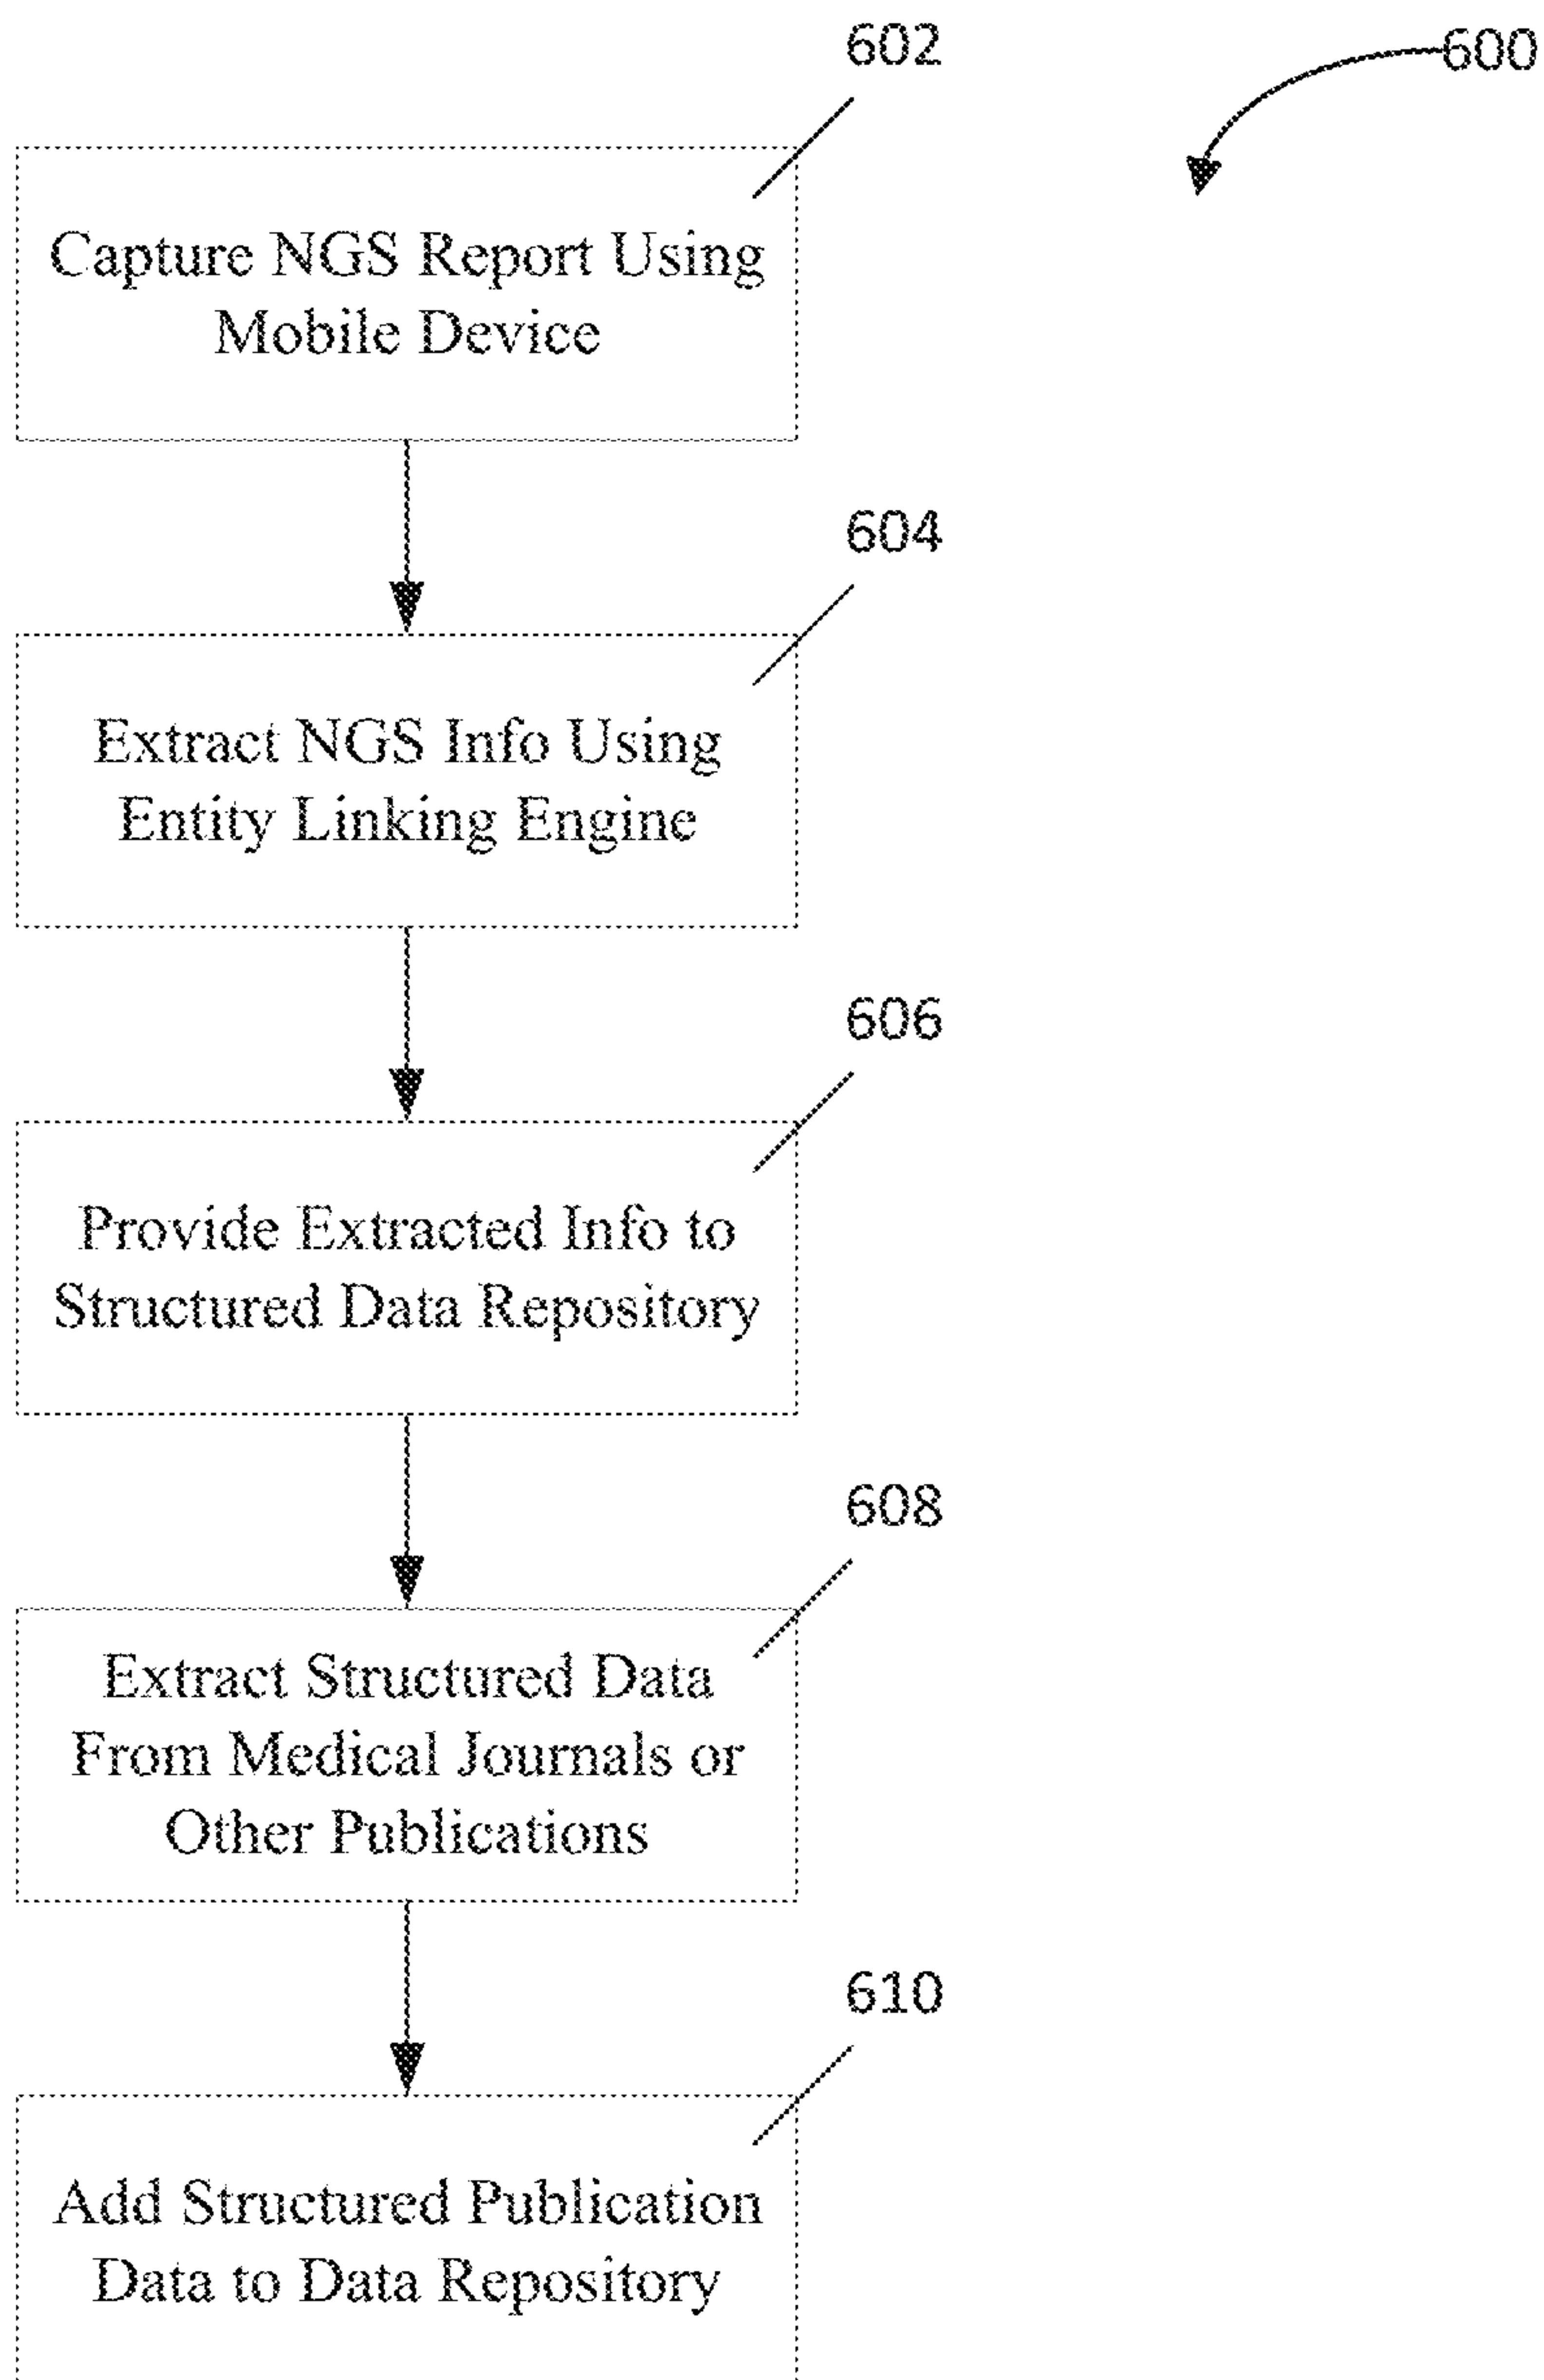 602
600
Capture NGS Report Using
Mobile Device
604
Extract NGS Info Using
Entity Linking Engine
606
Provide Extracted Info to
Structured Data Repository
608
Extract Structured Data
From Medical Journals or
Other Publications
610
Add Structured Publication
Data to Data Repository